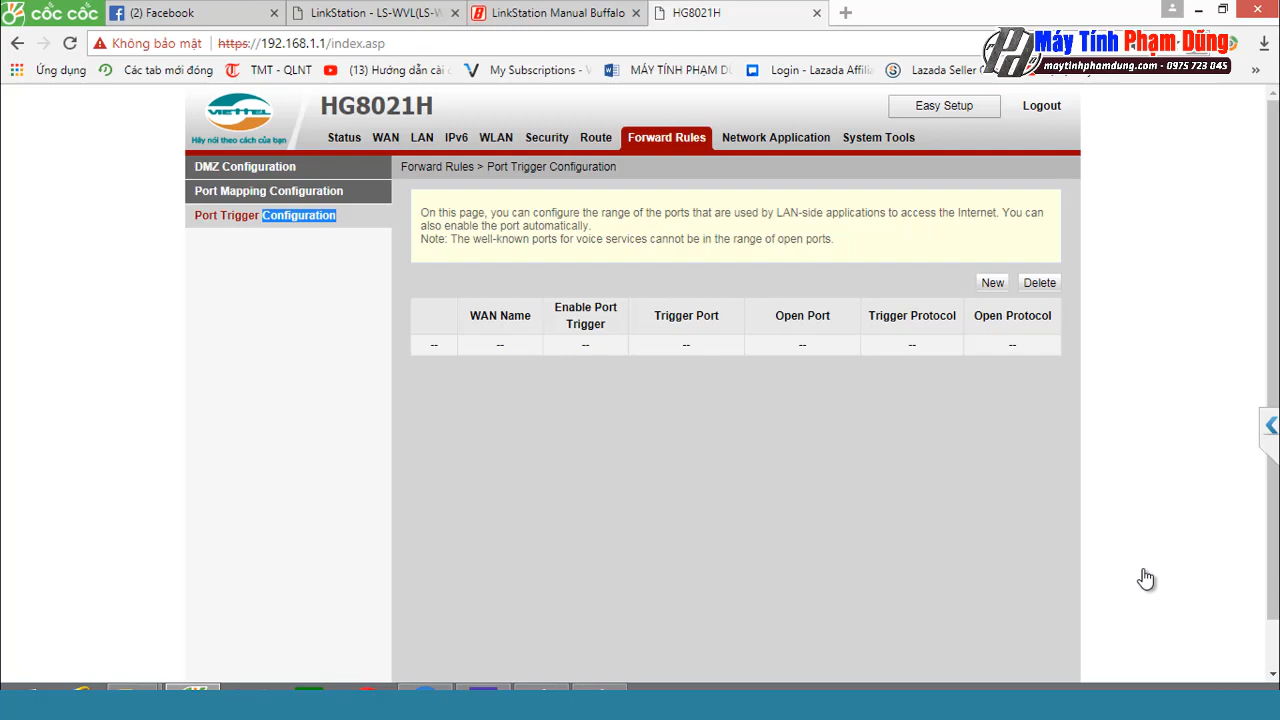 cốc cốc
(2) Facebook
LinkStation - LS-WVL(LS-W
LinkStation Manual Buffalo
HG8021H
Không bảo mật
https://192.168.1.1/index.asp
Máy Tính Phạm Dũng
maytinhphamdung.com - 0975 723 045
Ứng dụng
Các tab mới đóng
TMT - QLNT
(13) Hướng dẫn cài
My Subscriptions -
MÁY TÍNH PHẠM D
Login - Lazada Affili
Lazada Seller
»
VIETTEL
Hãy nói theo cách của bạn
HG8021H
Easy Setup
Logout
Status WAN LAN IPv6 WLAN Security Route Forward Rules Network Application System Tools
DMZ Configuration
Port Mapping Configuration
Port Trigger Configuration
Forward Rules > Port Trigger Configuration
On this page, you can configure the range of the ports that are used by LAN-side applications to access the Internet. You can
also enable the port automatically.
Note: The well-known ports for voice services cannot be in the range of open ports.
New Delete
WAN Name Enable Port Trigger Trigger Port Open Port Trigger Protocol Open Protocol
-- -- -- -- -- -- --